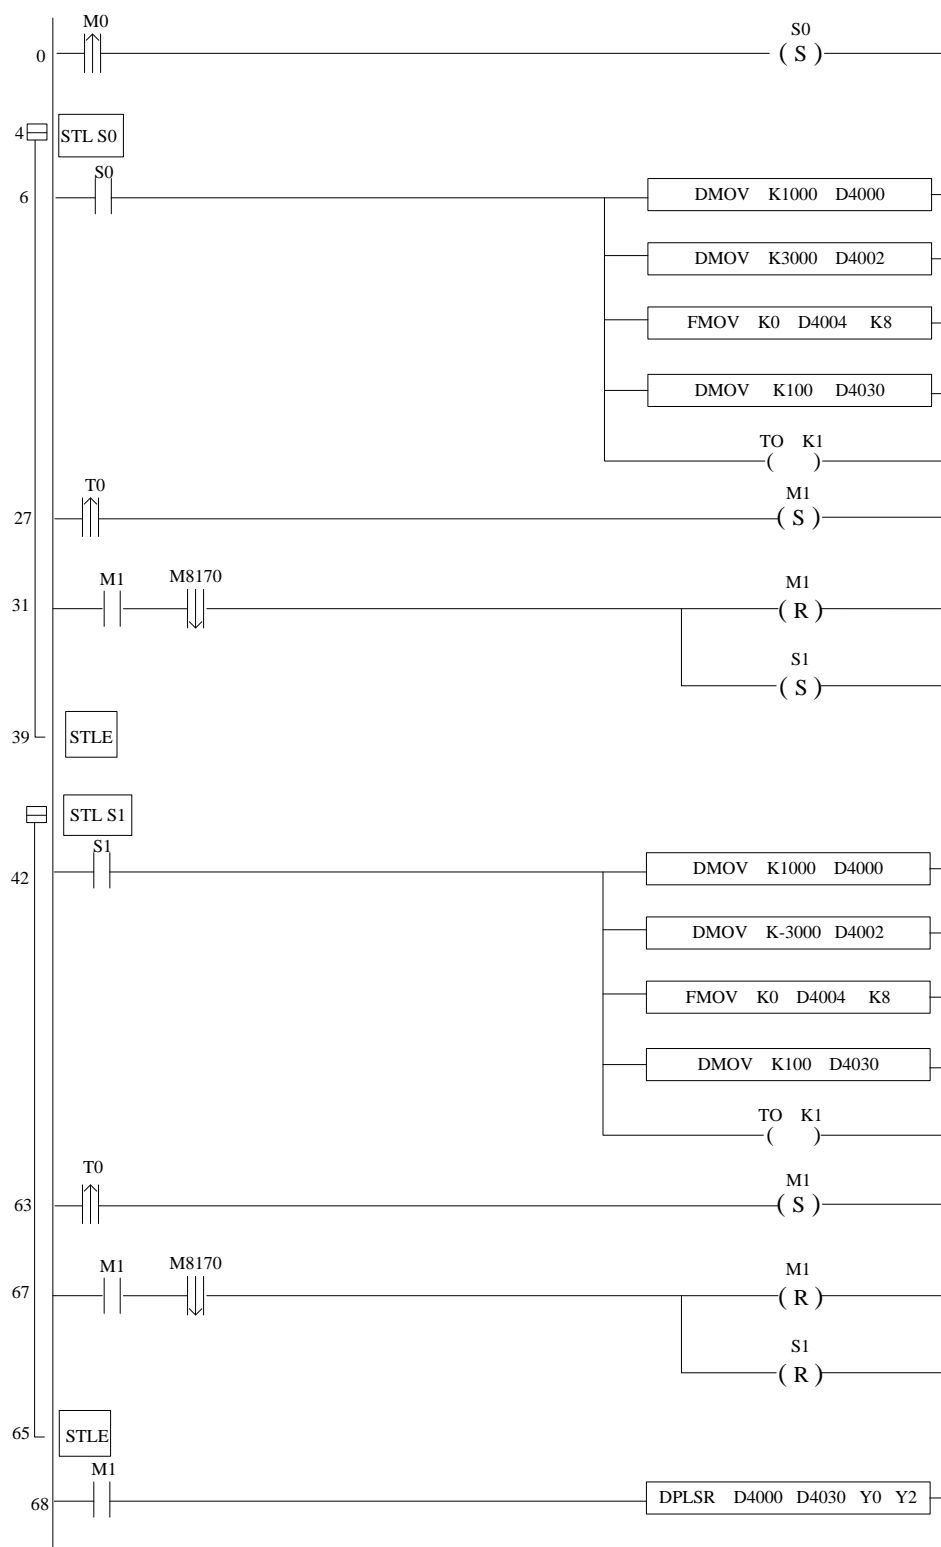 M0
S0
0
( S )
4
STL S0
S0
6
DMOV K1000 D4000
DMOV K3000 D4002
FMOV K0 D4004 K8
DMOV K100 D4030
TO K1
( )
T0
M1
27
( S )
M1
M8170
M1
31
( R )
S1
( S )
39
STLE
STL S1
S1
42
DMOV K1000 D4000
DMOV K-3000 D4002
FMOV K0 D4004 K8
DMOV K100 D4030
TO K1
( )
T0
M1
63
( S )
M1
M8170
M1
67
( R )
S1
( R )
65
STLE
M1
68
DPLSR D4000 D4030 Y0 Y2